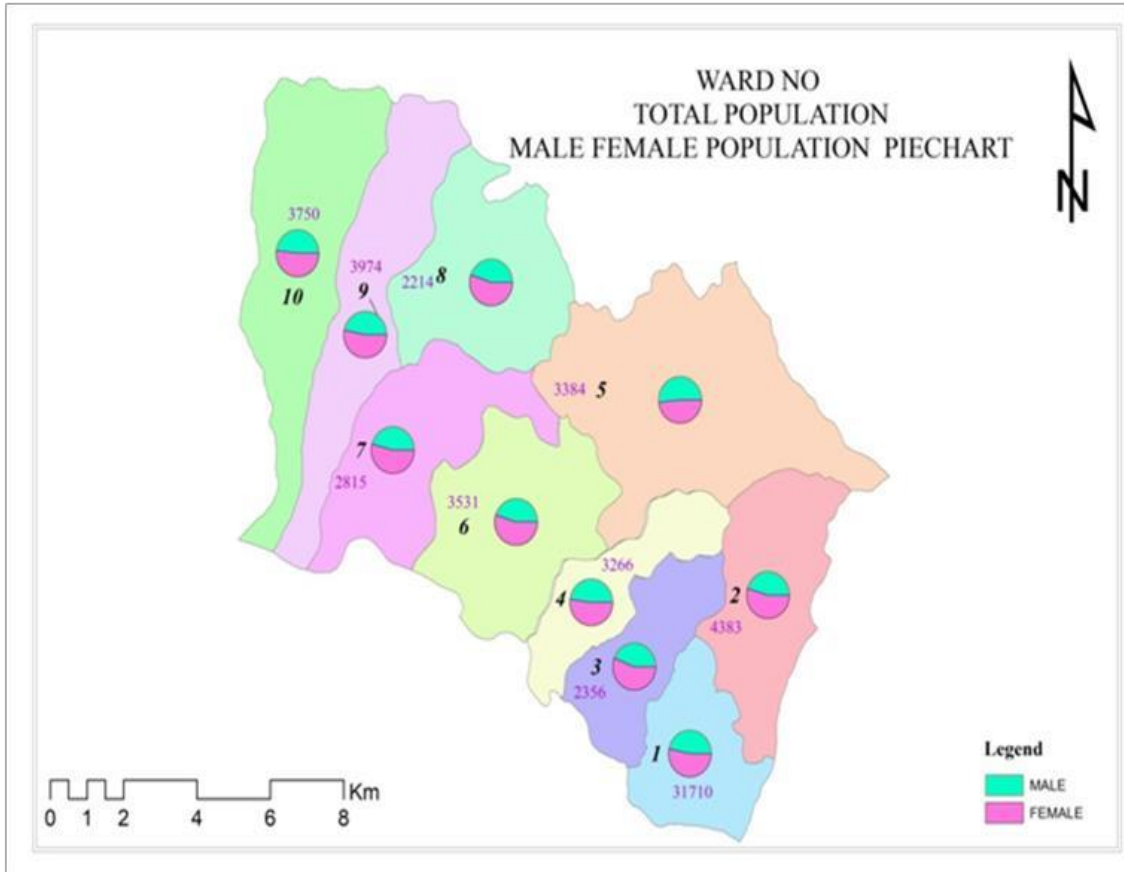 WARD NO
TOTAL POPULATION
MALE FEMALE POPULATION PIECHART
N
3750
10
3974
9
2214 8
3384 5
7
2815
3531
6
3266
4
2
4383
3
2356
1
31710
Legend
MALE
FEMALE
Km
0 1 2 4 6 8